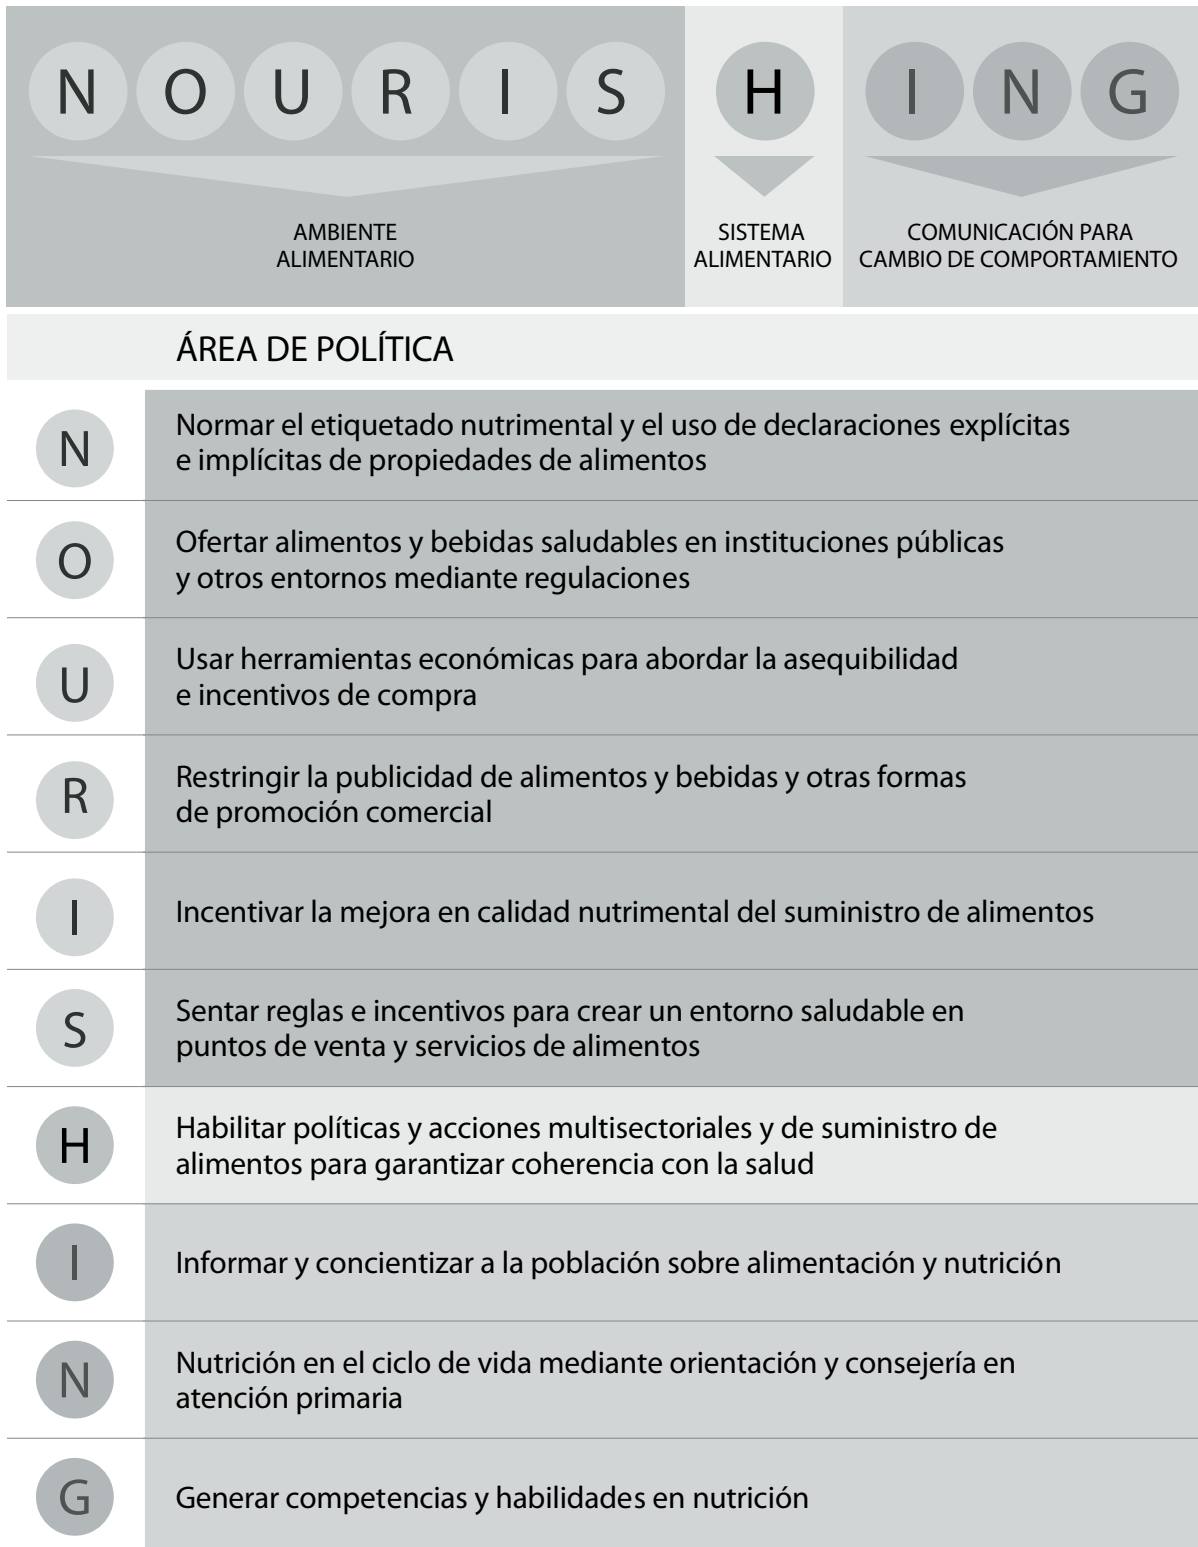 N O U R I S H I N G
AMBIENTE
ALIMENTARIO
SISTEMA
ALIMENTARIO
COMUNICACIÓN PARA
CAMBIO DE COMPORTAMIENTO
ÁREA DE POLÍTICA
N
Normar el etiquetado nutrimental y el uso de declaraciones explícitas
e implícitas de propiedades de alimentos
O
Ofertar alimentos y bebidas saludables en instituciones públicas
y otros entornos mediante regulaciones
U
Usar herramientas económicas para abordar la asequibilidad
e incentivos de compra
R
Restringir la publicidad de alimentos y bebidas y otras formas
de promoción comercial
I
Incentivar la mejora en calidad nutrimental del suministro de alimentos
S
Sentar reglas e incentivos para crear un entorno saludable en
puntos de venta y servicios de alimentos
H
Habilitar políticas y acciones multisectoriales y de suministro de
alimentos para garantizar coherencia con la salud
I
Informar y concientizar a la población sobre alimentación y nutrición
N
Nutrición en el ciclo de vida mediante orientación y consejería en
atención primaria
G
Generar competencias y habilidades en nutrición